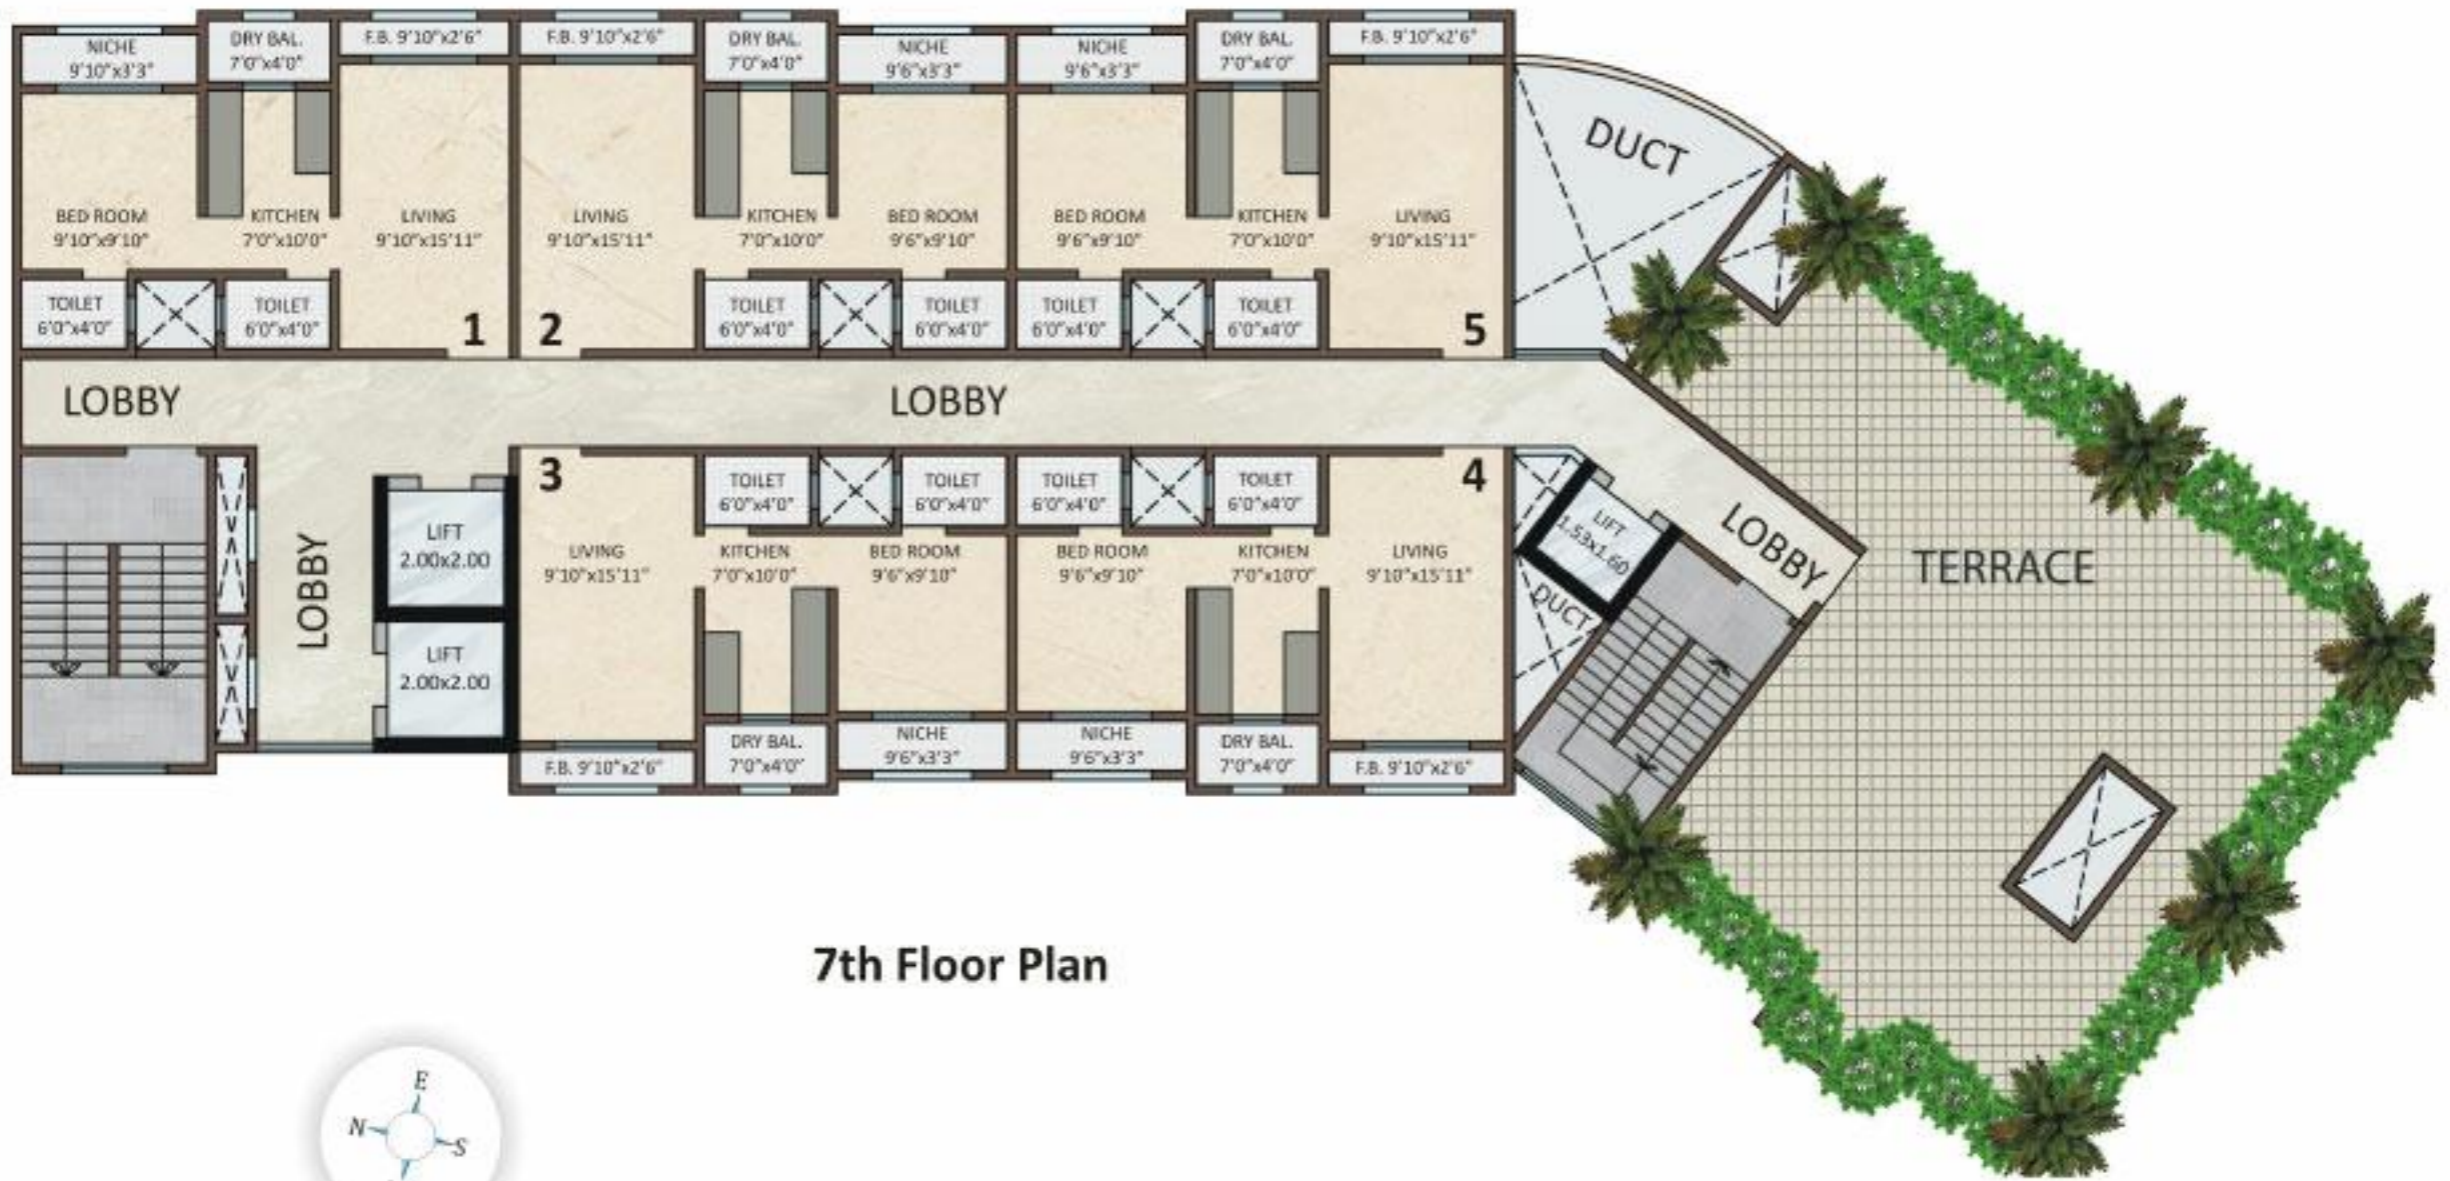 NICHE
9'10"x3'3"
DRY BAL.
7'0"x4'0"
F.B. 9'10"x2'6"
F.B. 9'10"x2'6"
DRY BAL.
7'0"x4'0"
NICHE
9'6"x3'3"
NICHE
9'6"x3'3"
DRY BAL.
7'0"x4'0"
F.B. 9'10"x2'6"
DUCT
BED ROOM
9'10"x9'10"
KITCHEN
7'0"x10'0"
LIVING
9'10"x15'11"
LIVING
9'10"x15'11"
KITCHEN
7'0"x10'0"
BED ROOM
9'6"x9'10"
BED ROOM
9'6"x9'10"
KITCHEN
7'0"x10'0"
LIVING
9'10"x15'11"
TOILET
6'0"x4'0"
TOILET
6'0"x4'0"
1
2
TOILET
6'0"x4'0"
TOILET
6'0"x4'0"
TOILET
6'0"x4'0"
TOILET
6'0"x4'0"
5
LOBBY
LOBBY
3
TOILET
6'0"x4'0"
TOILET
6'0"x4'0"
TOILET
6'0"x4'0"
TOILET
6'0"x4'0"
4
LIFT
2.00x2.00
LOBBY
LIFT
2.00x2.00
LIVING
9'10"x15'11"
KITCHEN
7'0"x10'0"
BED ROOM
9'6"x9'10"
BED ROOM
9'6"x9'10"
KITCHEN
7'0"x10'0"
LIVING
9'10"x15'11"
LIFT
1.53x1.60
LOBBY
DUCT
TERRACE
F.B. 9'10"x2'6"
DRY BAL.
7'0"x4'0"
NICHE
9'6"x3'3"
NICHE
9'6"x3'3"
DRY BAL.
7'0"x4'0"
F.B. 9'10"x2'6"
7th Floor Plan
E
N
S